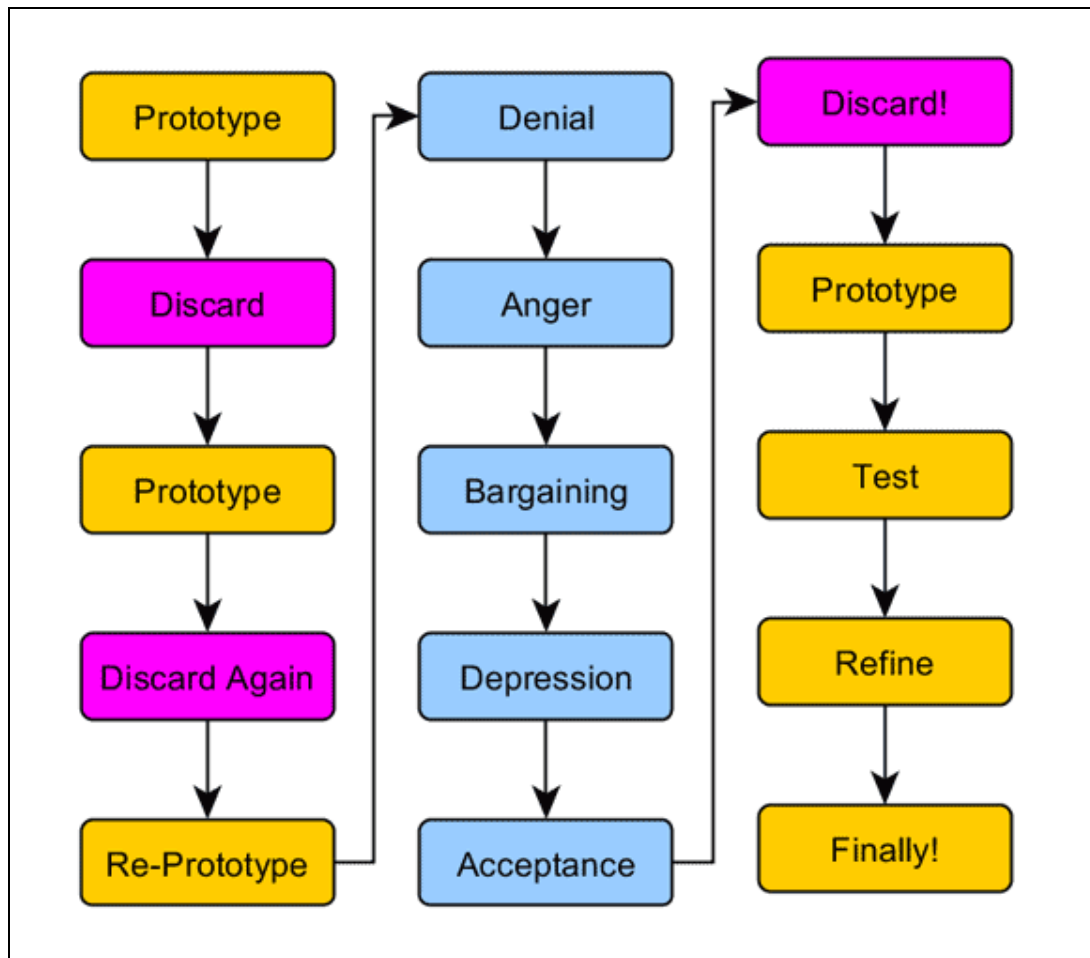 Prototype
Discard
Prototype
Discard Again
Re-Prototype
Denial
Anger
Bargaining
Depression
Acceptance
Discard!
Prototype
Test
Refine
Finally!